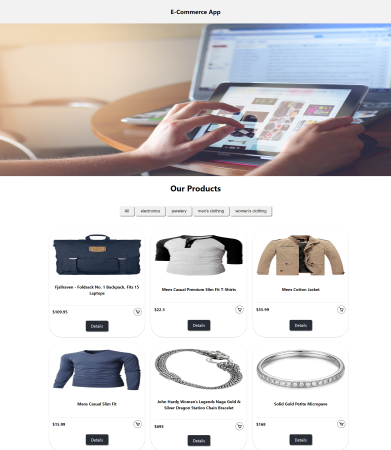 E-Commerce App
Our Products
All electronics jewelery men's clothing women's clothing
Fjallraven - Foldsack No. 1 Backpack, Fits 15
Laptops
$109.95
Details
Mens Casual Premium Slim Fit T-Shirts
$22.3
Details
Mens Cotton Jacket
$55.99
Details
Mens Casual Slim Fit
$15.99
Details
John Hardy Women's Legends Naga Gold &
Silver Dragon Station Chain Bracelet
$695
Details
Solid Gold Petite Micropave
$168
Details